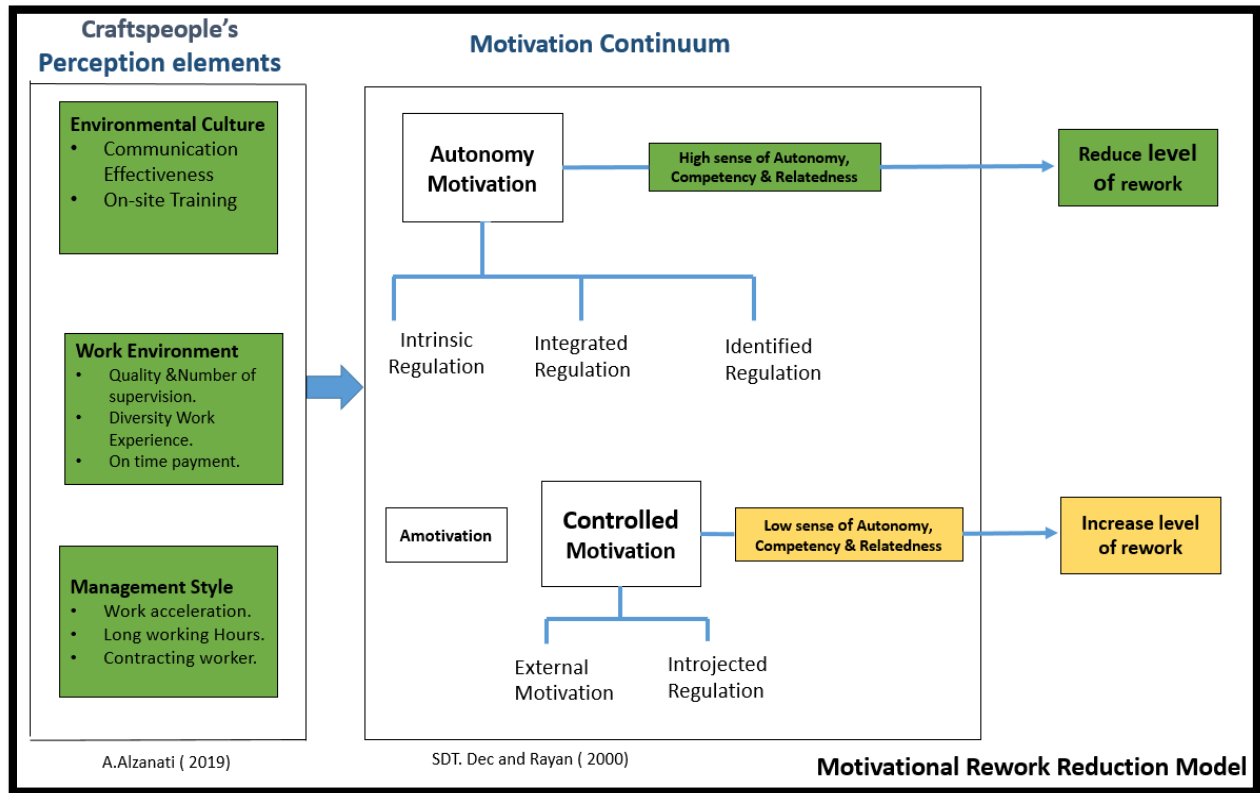 Craftspeople's
Perception elements
Environmental Culture
• Communication
Effectiveness
• On-site Training
Work Environment
• Quality &Number of
supervision.
• Diversity Work
Experience.
• On time payment.
Management Style
• Work acceleration.
• Long working Hours.
• Contracting worker.
A.Alzanati ( 2019)
Motivation Continuum
Autonomy
Motivation
High sense of Autonomy,
Competency & Relatedness
Reduce level
of rework
Intrinsic
Regulation
Integrated
Regulation
Identified
Regulation
Amotivation
Controlled
Motivation
Low sense of Autonomy,
Competency & Relatedness
Increase level
of rework
External
Motivation
Introjected
Regulation
SDT. Dec and Rayan ( 2000)
Motivational Rework Reduction Model